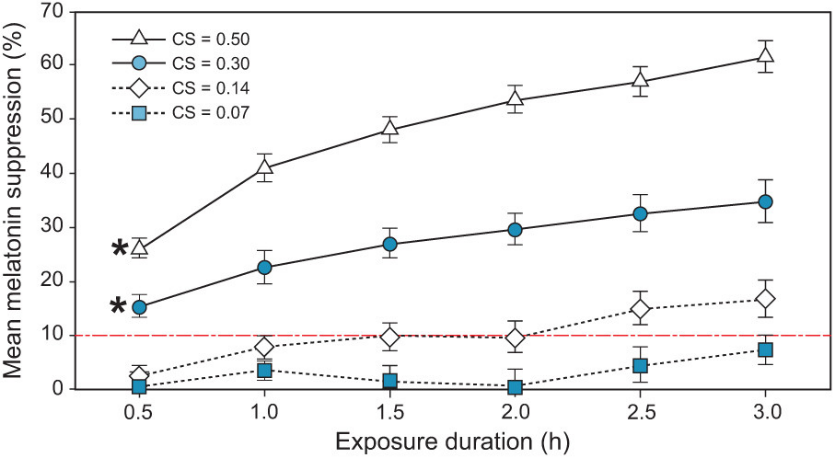 Mean melatonin suppression (%)
70
60
50
40
30
20
10
0
CS = 0.50
CS = 0.30
CS = 0.14
CS = 0.07
*
*
0.5 1.0 1.5 2.0 2.5 3.0
Exposure duration (h)